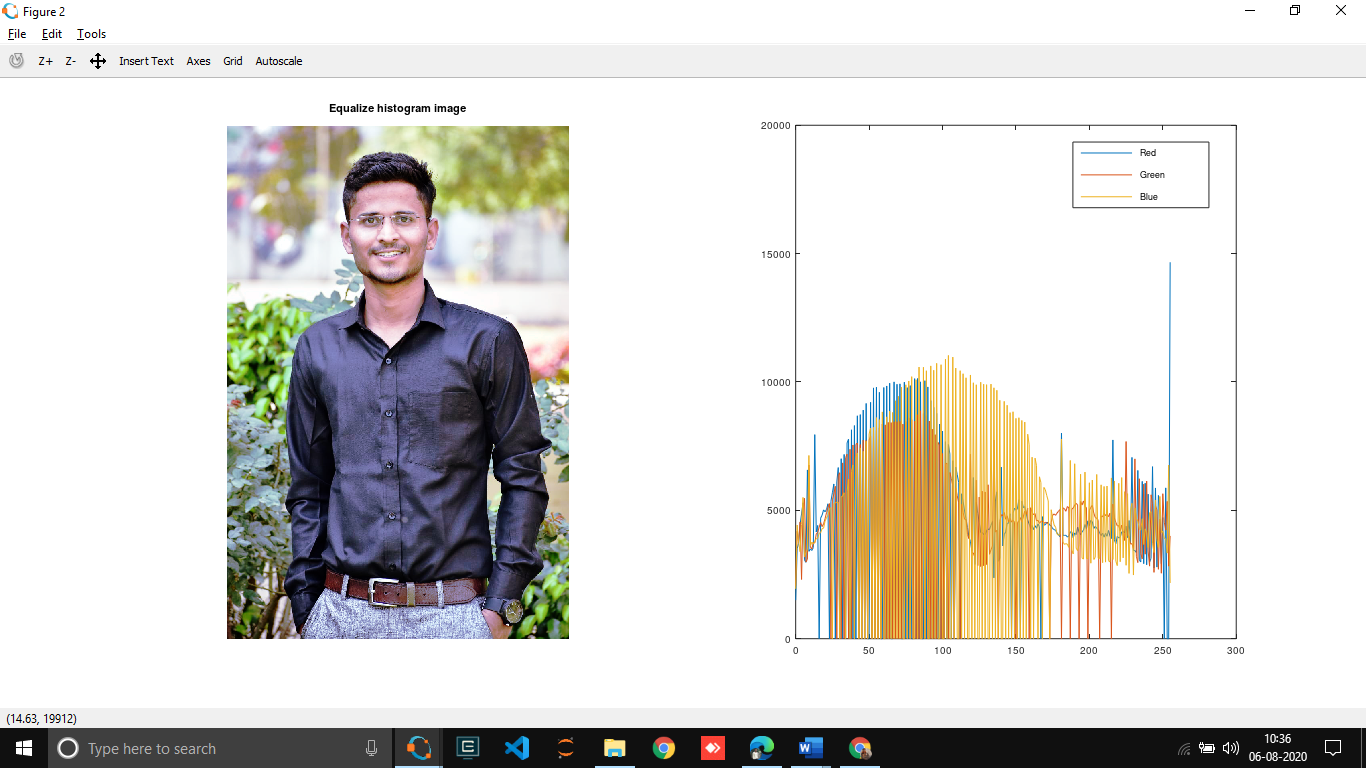 Figure 2
File Edit Tools
Z+ Z- Insert Text Axes Grid Autoscale
Equalize histogram image
20000
15000
10000
5000
0
0 50 100 150 200 250 300
Red
Green
Blue
(14.63, 19912)
Type here to search
10:36
06-08-2020